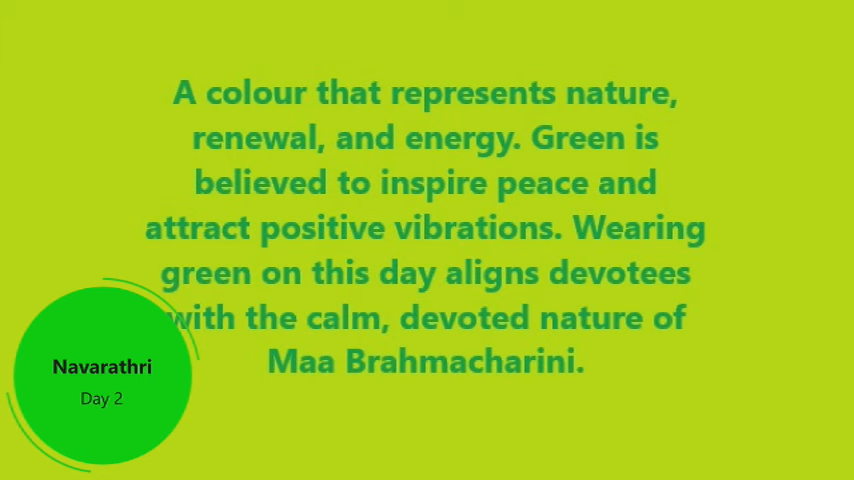 A colour that represents nature,
renewal, and energy. Green is
believed to inspire peace and
attract positive vibrations. Wearing
green on this day aligns devotees
with the calm, devoted nature of
Maa Brahmacharini.
Navarathri
Day 2